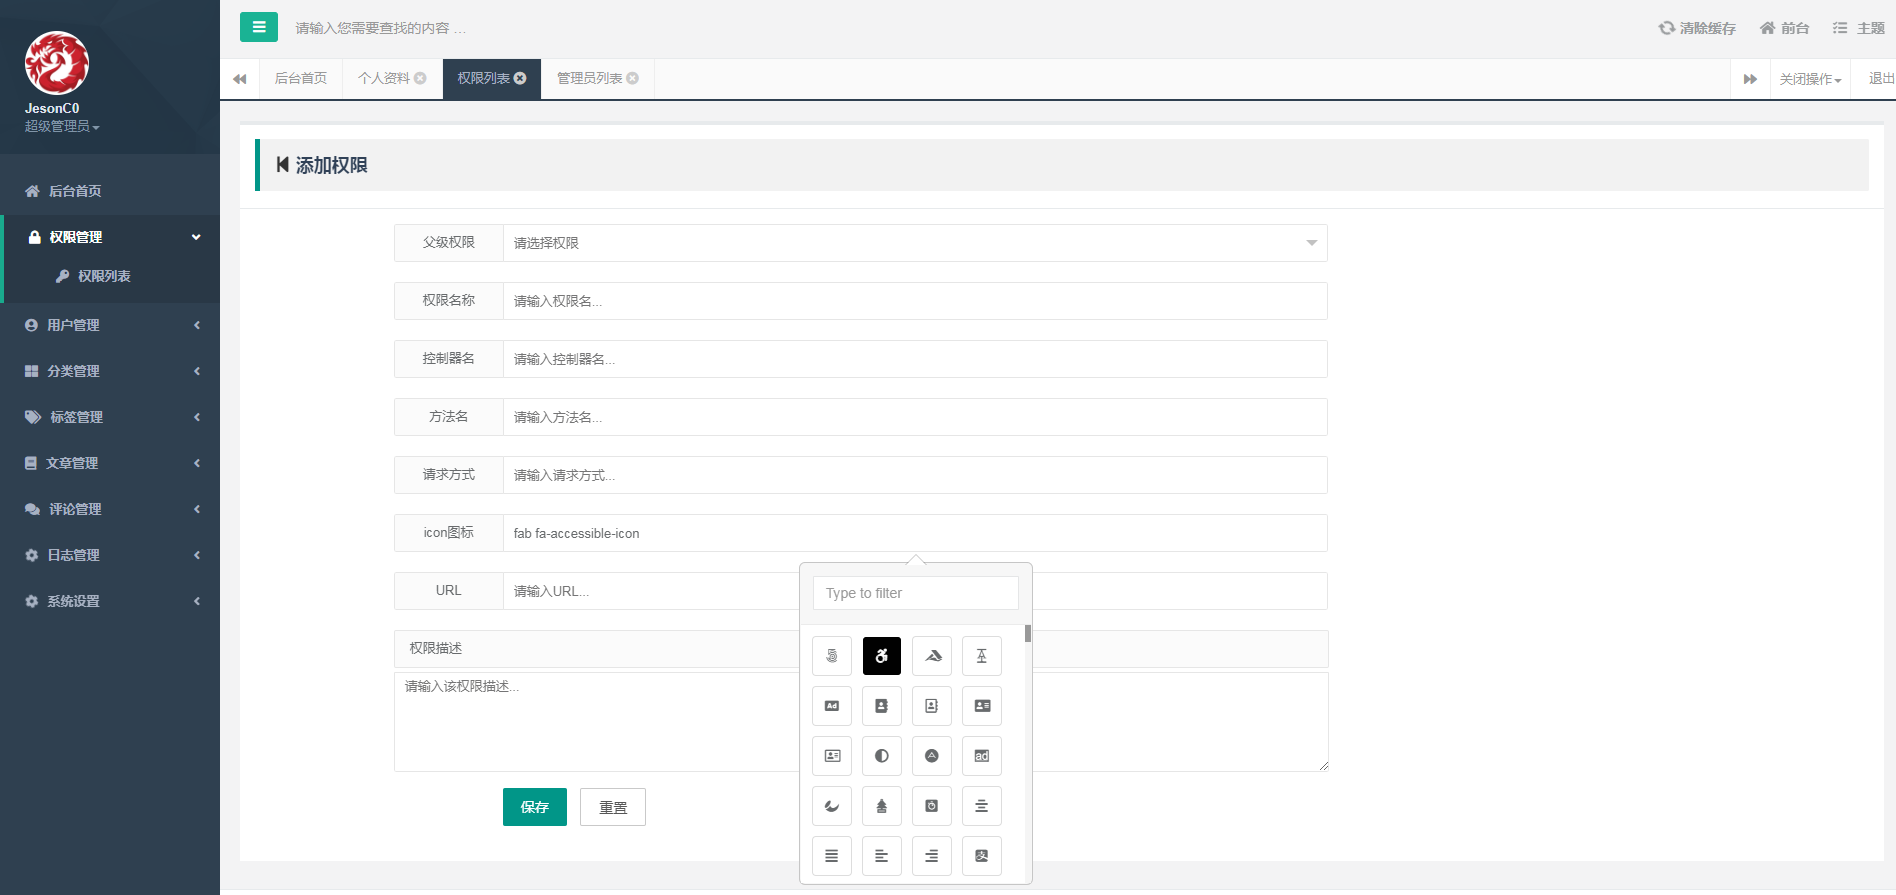 请输入您需要查找的内容 …
清除缓存
前台
主题
JesonC0
超级管理员
后台首页
个人资料
权限列表
管理员列表
关闭操作
退出
后台首页
权限管理
权限列表
用户管理
分类管理
标签管理
文章管理
评论管理
日志管理
系统设置
添加权限
父级权限 请选择权限
权限名称 请输入权限名...
控制器名 请输入控制器名...
方法名 请输入方法名...
请求方式 请输入请求方式...
icon图标 fab fa-accessible-icon
URL 请输入URL...
权限描述
请输入该权限描述...
保存 重置
Type to filter
Ad
ad